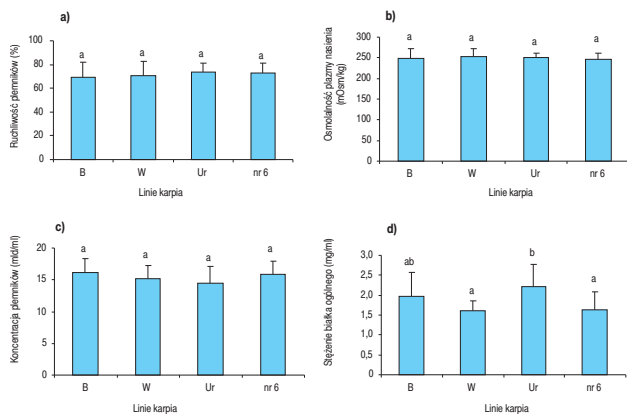 a)
Ruchliwość plemników (%)
100
80
60
40
20
0
a a a a
B W Ur nr 6
Linie karpia
b)
Osmolalność plazmy nasienia
(mOsm/kg)
300
250
200
150
100
50
0
a a a a
B W Ur nr 6
Linie karpia
c)
Koncentracja plemników (mld/ml)
20
15
10
5
0
a a a a
B W Ur nr 6
Linie karpia
d)
Stężenie białka ogólnego (mg/ml)
3,0
2,5
2,0
1,5
1,0
0,5
0
ab a b a
B W Ur nr 6
Linie karpia